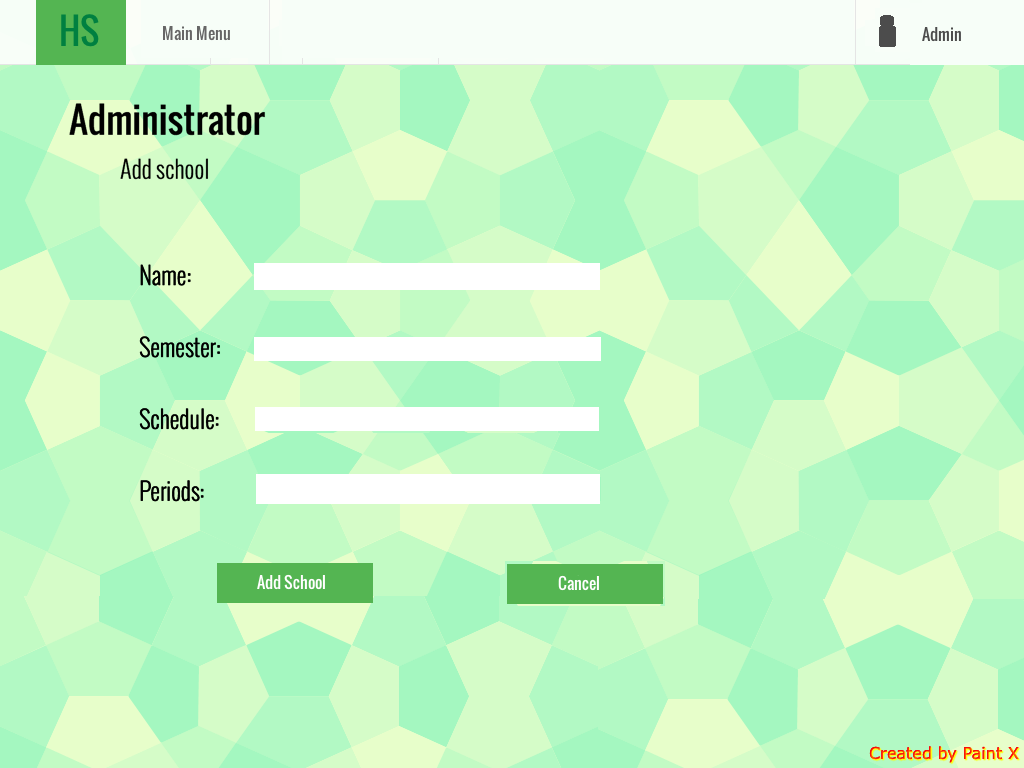 HS
Main Menu
Admin
Administrator
Add school
Name:
Semester:
Schedule:
Periods:
Add School
Cancel
Created by Paint X